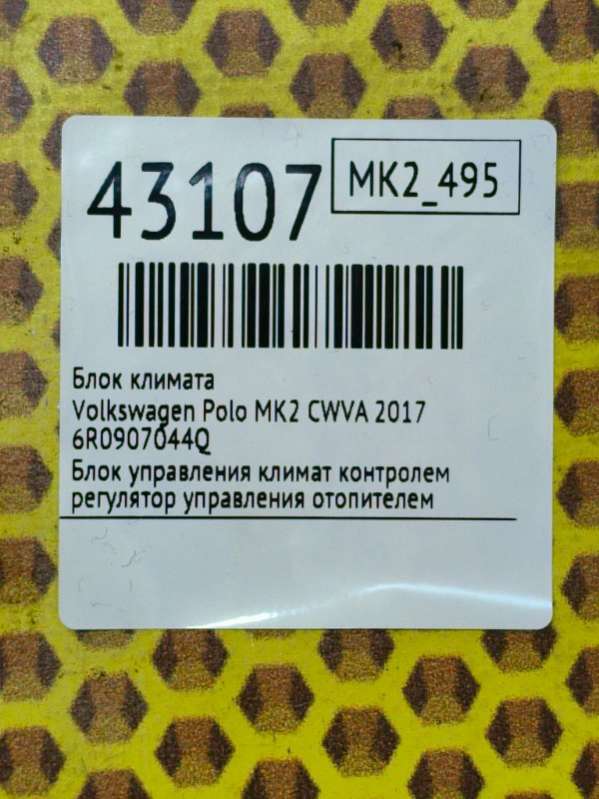 43107
MK2_495
Блок климата
Volkswagen Polo MK2 CWVA 2017
6R0907044Q
Блок управления климат контролем
регулятор управления отопителем